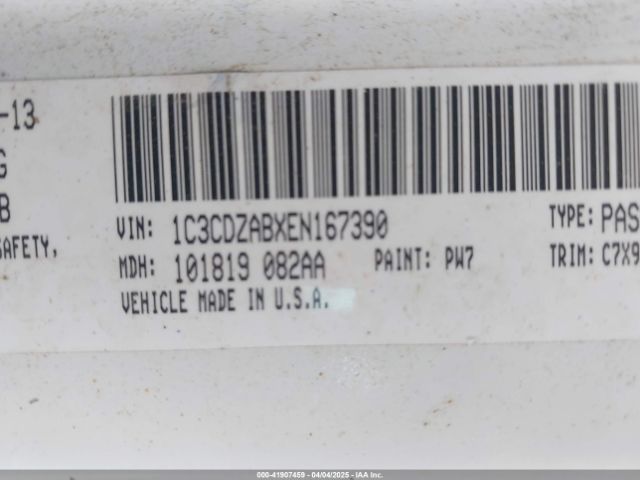 -13
G
B
SAFETY,
VIN: 1C3CDZABXEN167390 TYPE: PAS
MDH: 101819 082AA PAINT: PW7 TRIM: C7X9
VEHICLE MADE IN U.S.A.
000-41907459 - 04/04/2025 - IAA Inc.